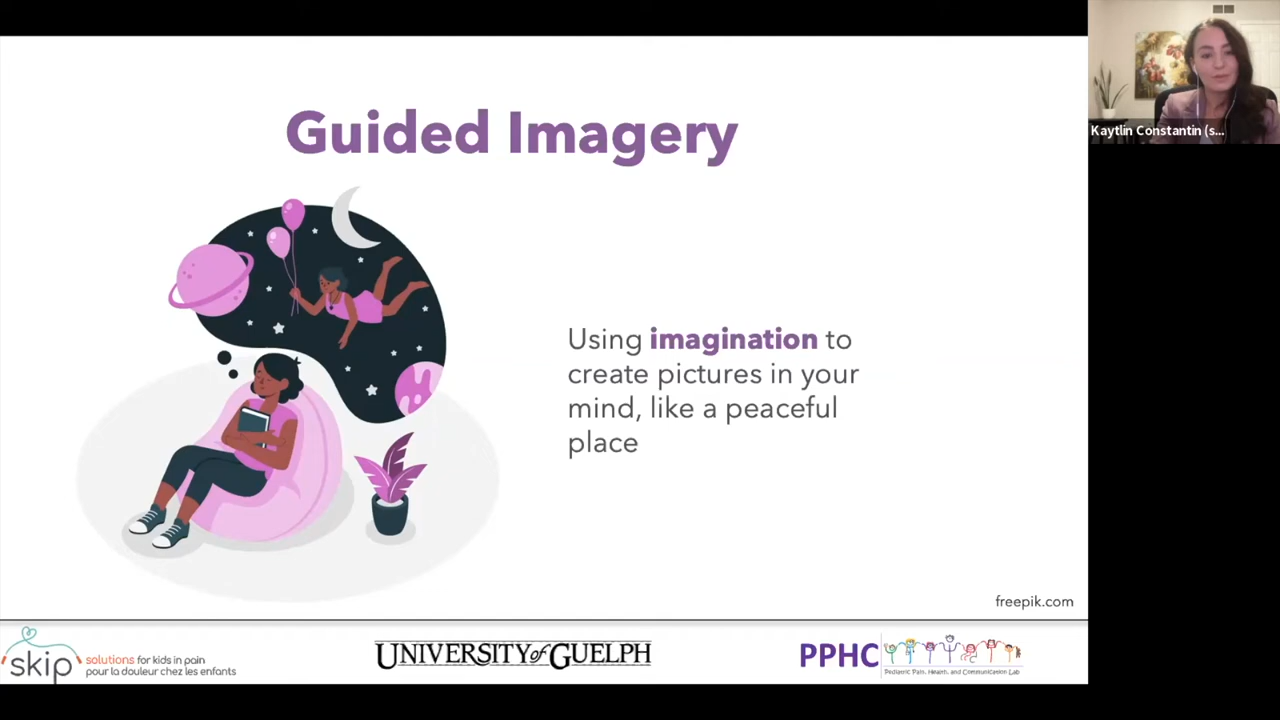 Guided Imagery
Kaytlin Constantin (s...
Using imagination to
create pictures in your
mind, like a peaceful
place
freepik.com
skip
solutions for kids in pain
pour la douleur chez les enfants
UNIVERSITY OF GUELPH
PPHC
Pediatric Pain, Health, and Communication Lab